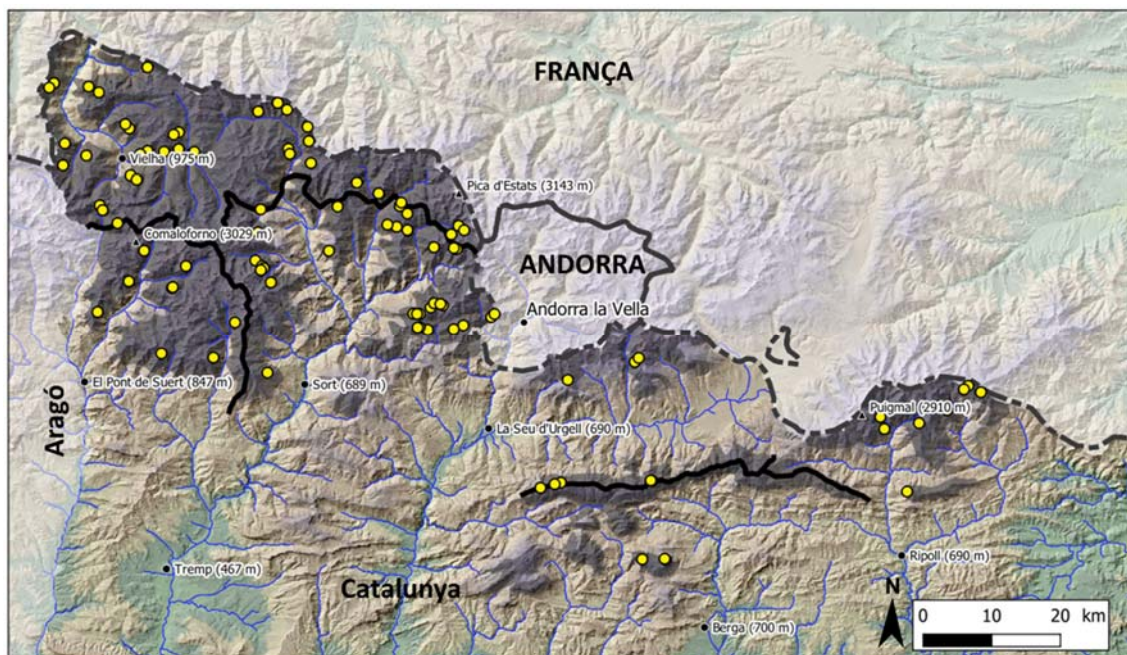 FRANÇA
Vielha (975 m)
Pica d'Estats (3143 m)
Comaloforno (3029 m)
ANDORRA
Andorra la Vella
Aragó
El Pont de Suert (847 m)
Sort (689 m)
Puigmal (2910 m)
La Seu d'Urgell (690 m)
Tremp (467 m)
Catalunya
Ripoll (690 m)
N
Berga (700 m)
0 10 20 km